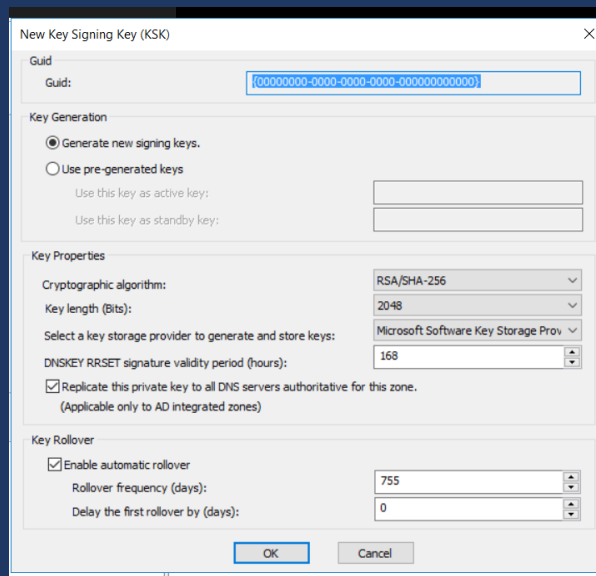 New Key Signing Key (KSK)
Guid
Guid: {00000000-0000-0000-0000-000000000000}
Key Generation
Generate new signing keys.
Use pre-generated keys
Use this key as active key:
Use this key as standby key:
Key Properties
Cryptographic algorithm: RSA/SHA-256
Key length (Bits): 2048
Select a key storage provider to generate and store keys: Microsoft Software Key Storage Prov
DNSKEY RRSET signature validity period (hours): 168
Replicate this private key to all DNS servers authoritative for this zone.
(Applicable only to AD integrated zones)
Key Rollover
Enable automatic rollover
Rollover frequency (days): 755
Delay the first rollover by (days): 0
OK Cancel